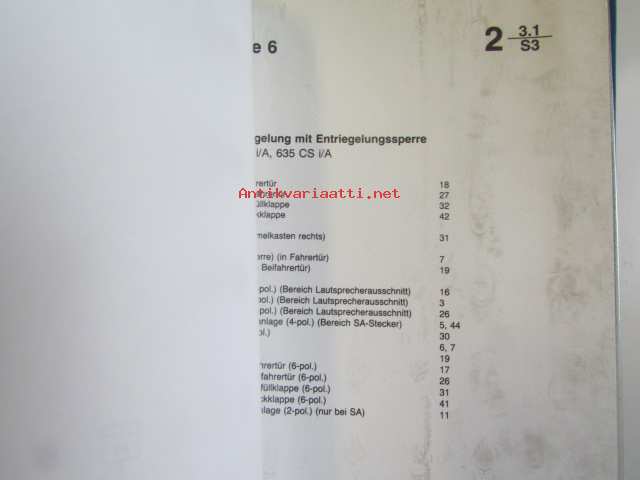 e 6
2 3.1
S3
gelung mit Entriegelungssperre
i/A, 635 CS i/A
rertür 18
Antikvariaatti.net
27
füllklappe 32
kklappe 42
melkasten rechts) 31
rre) (in Fahrertür) 7
Beifahrertür) 19
-pol.) (Bereich Lautsprecherausschnitt) 16
-pol.) (Bereich Lautsprecherausschnitt) 3
-pol.) (Bereich Lautsprecherausschnitt) 26
anlage (4-pol.) (Bereich SA-Stecker) 5, 44
pol.) 30
6, 7
19
hrertür (6-pol.) 17
fahrertür (6-pol.) 26
füllklappe (6-pol.) 31
ckklappe (6-pol.) 41
nlage (2-pol.) (nur bei SA) 11